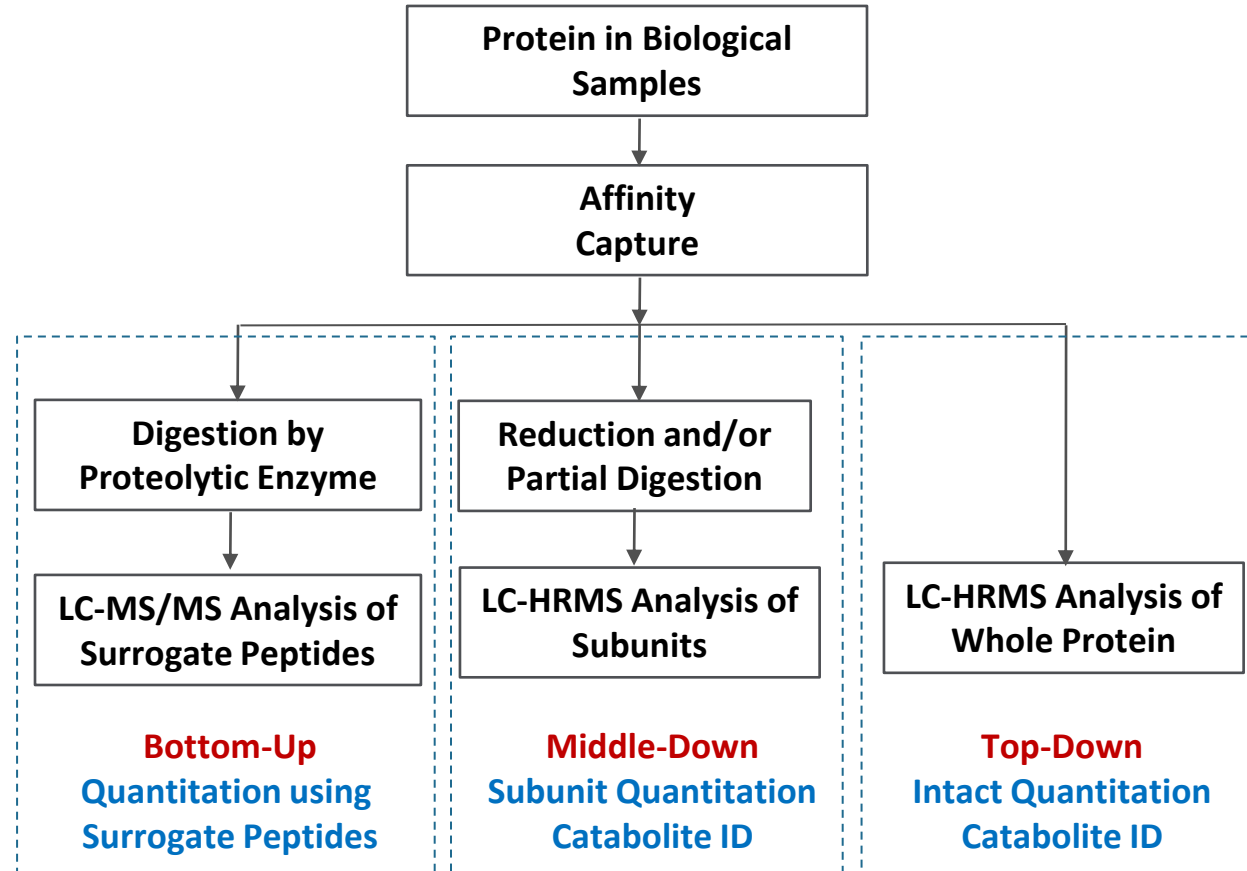 Protein in Biological
Samples
Affinity
Capture
Digestion by
Proteolytic Enzyme
LC-MS/MS Analysis of
Surrogate Peptides
Bottom-Up
Quantitation using
Surrogate Peptides
Reduction and/or
Partial Digestion
LC-HRMS Analysis of
Subunits
Middle-Down
Subunit Quantitation
Catabolite ID
LC-HRMS Analysis of
Whole Protein
Top-Down
Intact Quantitation
Catabolite ID